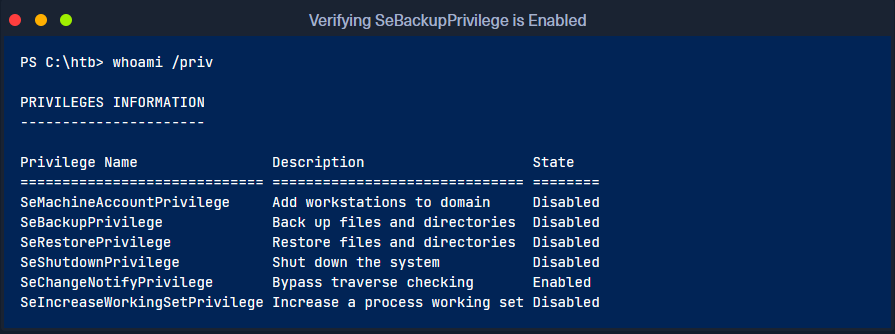 Verifying SeBackupPrivilege is Enabled
PS C:\htb> whoami /priv
PRIVILEGES INFORMATION
----------------------
Privilege Name                Description                    State
============================= ============================== ========
SeMachineAccountPrivilege     Add workstations to domain     Disabled
SeBackupPrivilege             Back up files and directories  Disabled
SeRestorePrivilege            Restore files and directories  Disabled
SeShutdownPrivilege           Shut down the system           Disabled
SeChangeNotifyPrivilege       Bypass traverse checking       Enabled
SeIncreaseWorkingSetPrivilege Increase a process working set Disabled